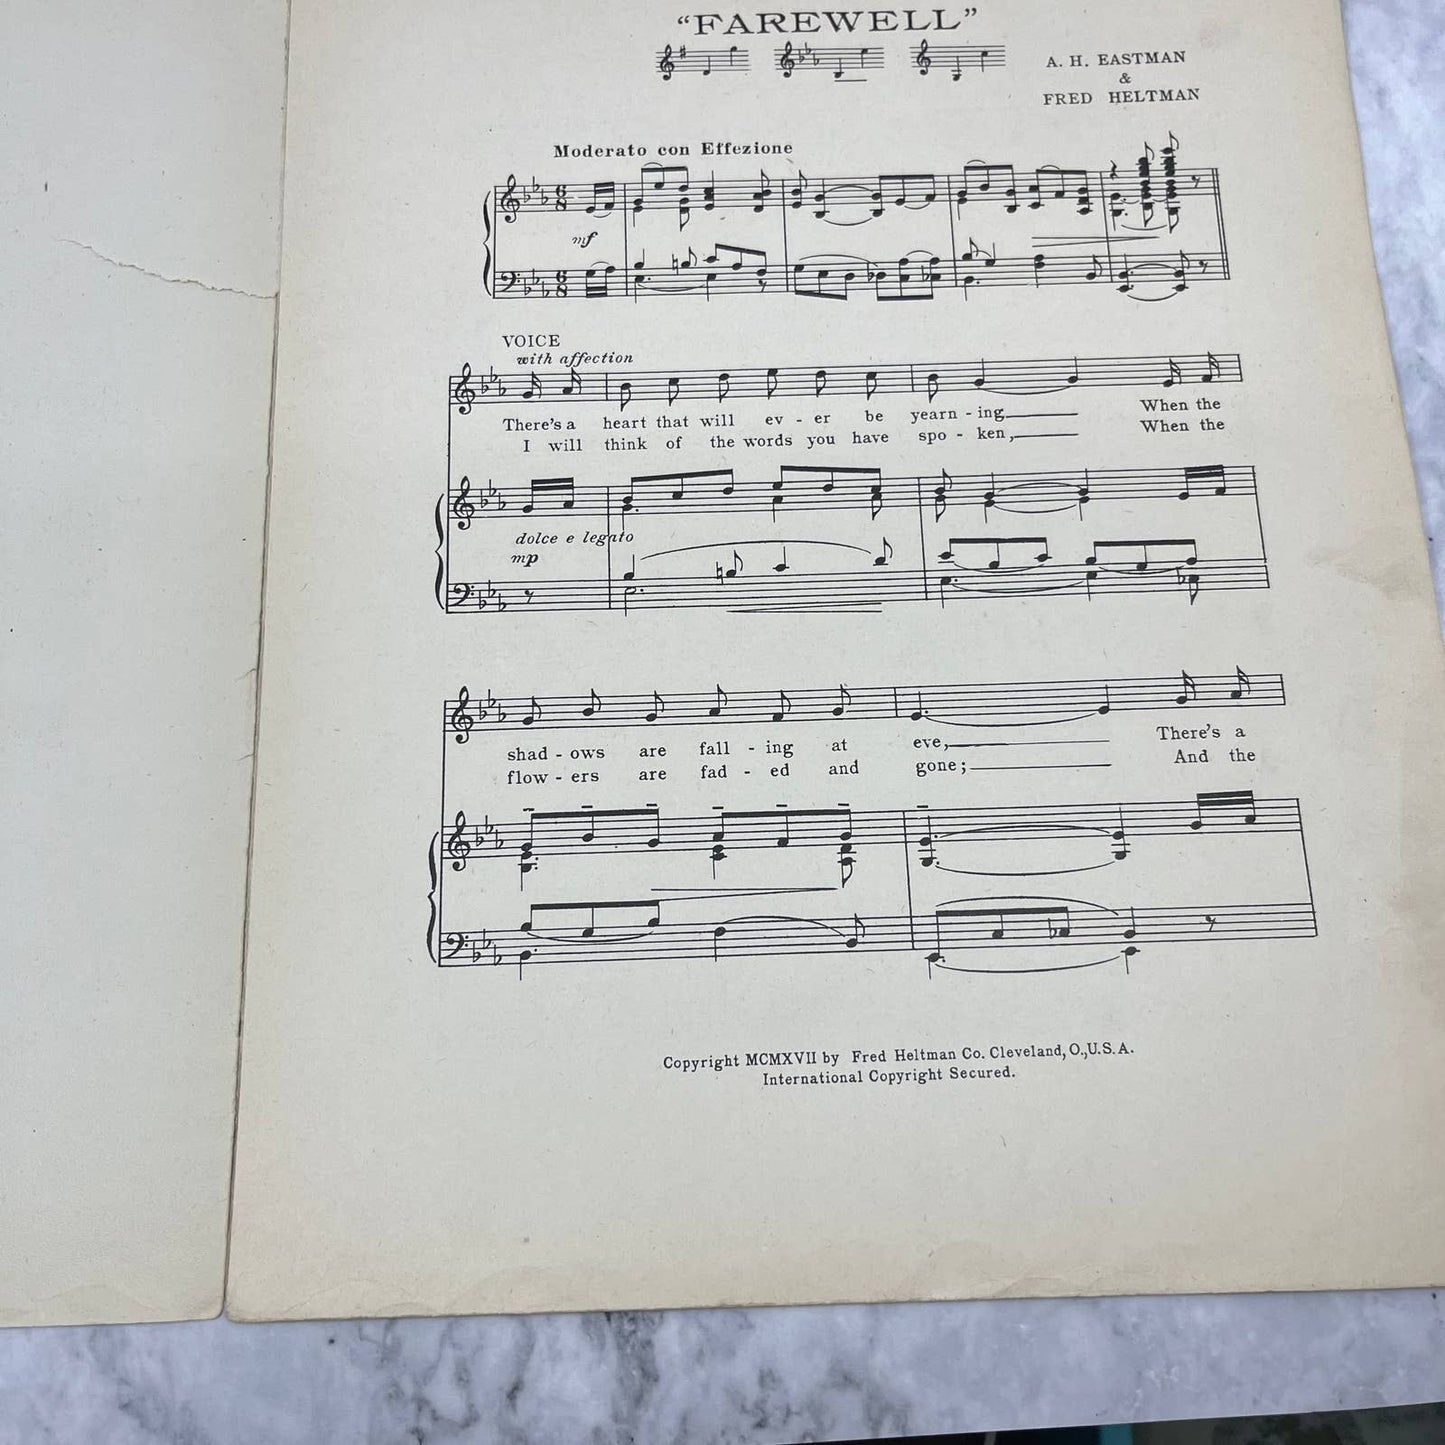 “FAREWELL”
A. H. EASTMAN
&
FRED HELTMAN
Moderato con Effezione
mf
VOICE
with affection
There's a heart that will ev - er be yearn - ing When the
I will think of the words you have spo - ken, When the
dolce e legato
mp
shad - ows are fall - ing at eve, There's a
flow - ers are fad - ed and gone; And the
Copyright MCMXVII by Fred Heltman Co. Cleveland, O., U.S.A.
International Copyright Secured.